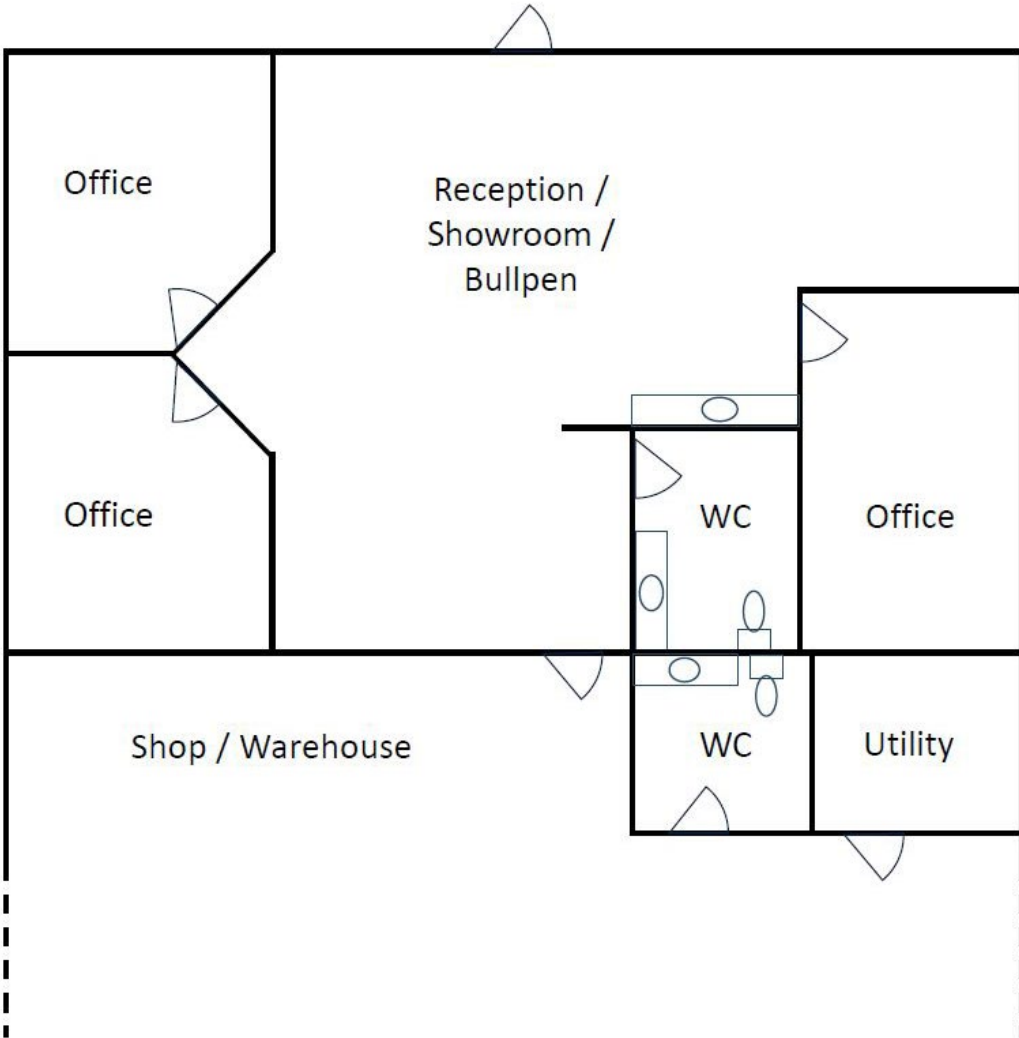 Office
Reception /
Showroom /
Bullpen
Office
WC
Office
Shop / Warehouse
WC
Utility